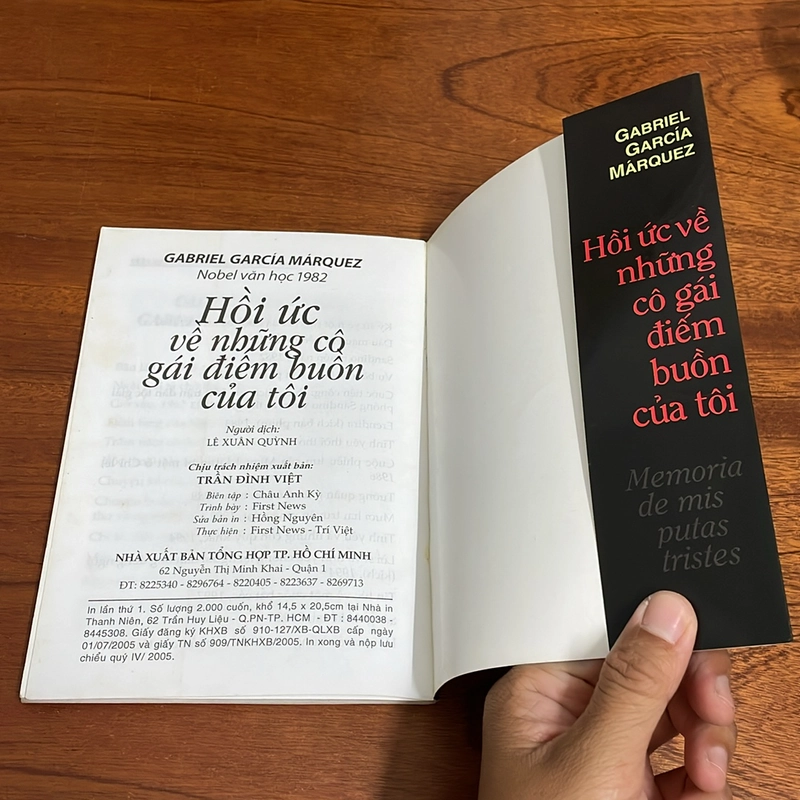 GABRIEL GARCÍA MÁRQUEZ
Nobel văn học 1982
Hồi ức
về những cô
gái điếm buồn
của tôi
Người dịch:
LÊ XUÂN QUỲNH
Chịu trách nhiệm xuất bản:
TRẦN ĐÌNH VIỆT
Biên tập : Châu Anh Kỳ
Trình bày : First News
Sửa bản in : Hồng Nguyên
Thực hiện : First News - Trí Việt
NHÀ XUẤT BẢN TỔNG HỢP TP. HỒ CHÍ MINH
62 Nguyễn Thị Minh Khai - Quận 1
ĐT: 8225340 - 8296764 - 8220405 - 8223637 - 8269713
In lần thứ 1. Số lượng 2.000 cuốn, khổ 14,5 x 20,5cm tại Nhà in
Thanh Niên, 62 Trần Huy Liệu - Q.PN-TP. HCM - ĐT : 8440038 -
8445308. Giấy đăng ký KHXB số 910-127/XB-QLXB cấp ngày
01/07/2005 và giấy TN số 909/TNKHXB/2005. In xong và nộp lưu
chiểu quý IV/ 2005.
GABRIEL
GARCÍA
MÁRQUEZ
Hồi ức về
những
cô gái
điếm
buồn
của tôi
Memoria
de mis
putas
tristes